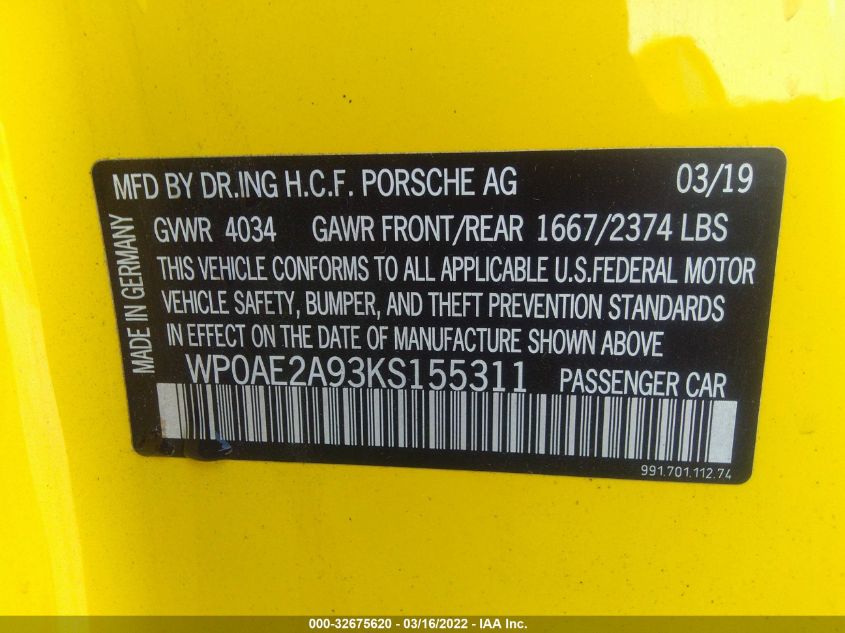 MFD BY DR.ING H.C.F. PORSCHE AG 03/19
MADE IN GERMANY
GVWR 4034 GAWR FRONT/REAR 1667/2374 LBS
THIS VEHICLE CONFORMS TO ALL APPLICABLE U.S.FEDERAL MOTOR
VEHICLE SAFETY, BUMPER, AND THEFT PREVENTION STANDARDS
IN EFFECT ON THE DATE OF MANUFACTURE SHOWN ABOVE
WP0AE2A93KS155311 PASSENGER CAR
991.701.112.74
000-32675620 - 03/16/2022 - IAA Inc.